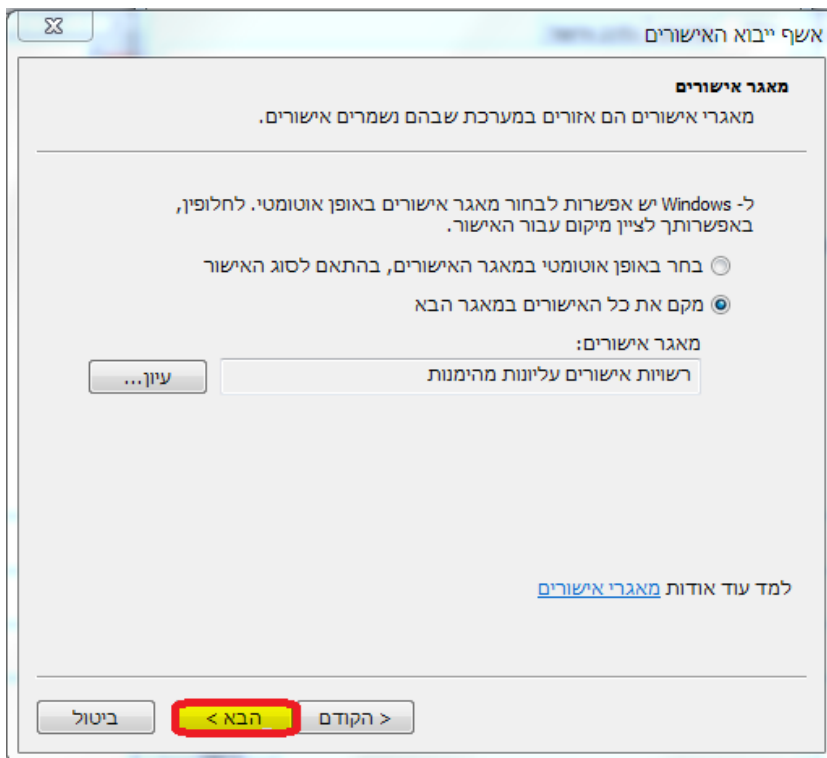 אשף ייבוא האישורים
מאגר אישורים
מאגרי אישורים הם אזורים במערכת שבהם נשמרים אישורים.
ל- Windows יש אפשרות לבחור מאגר אישורים באופן אוטומטי. לחלופין,
באפשרותך לציין מיקום עבור האישור.
בחר באופן אוטומטי במאגר האישורים, בהתאם לסוג האישור
מקם את כל האישורים במאגר הבא
מאגר אישורים:
רשויות אישורים עליונות מהימנות
עיון...
למד עוד אודות מאגרי אישורים
< הקודם
הבא >
ביטול